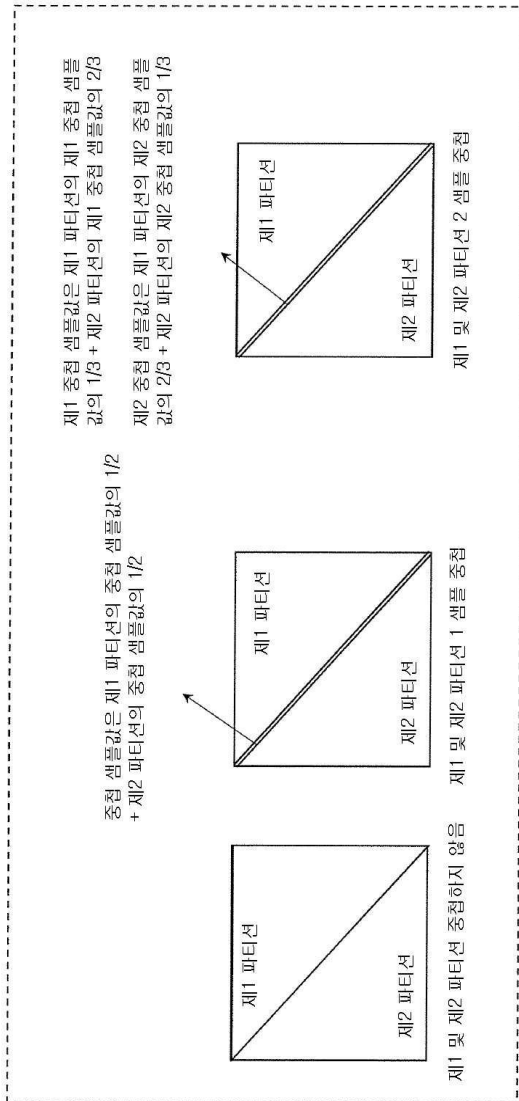 제1 파티션
제2 파티션
제1 및 제2 파티션 중첩하지 않음
중첩 샘플값은 제1 파티션의 중첩 샘플값의 1/2
+ 제2 파티션의 중첩 샘플값의 1/2
제1 파티션
제2 파티션
제1 및 제2 파티션 1 샘플 중첩
제1 중첩 샘플값은 제1 파티션의 제1 중첩 샘플
값의 1/3 + 제2 파티션의 제1 중첩 샘플값의 2/3
제2 중첩 샘플값은 제1 파티션의 제2 중첩 샘플
값의 2/3 + 제2 파티션의 제2 중첩 샘플값의 1/3
제1 파티션
제2 파티션
제1 및 제2 파티션 2 샘플 중첩